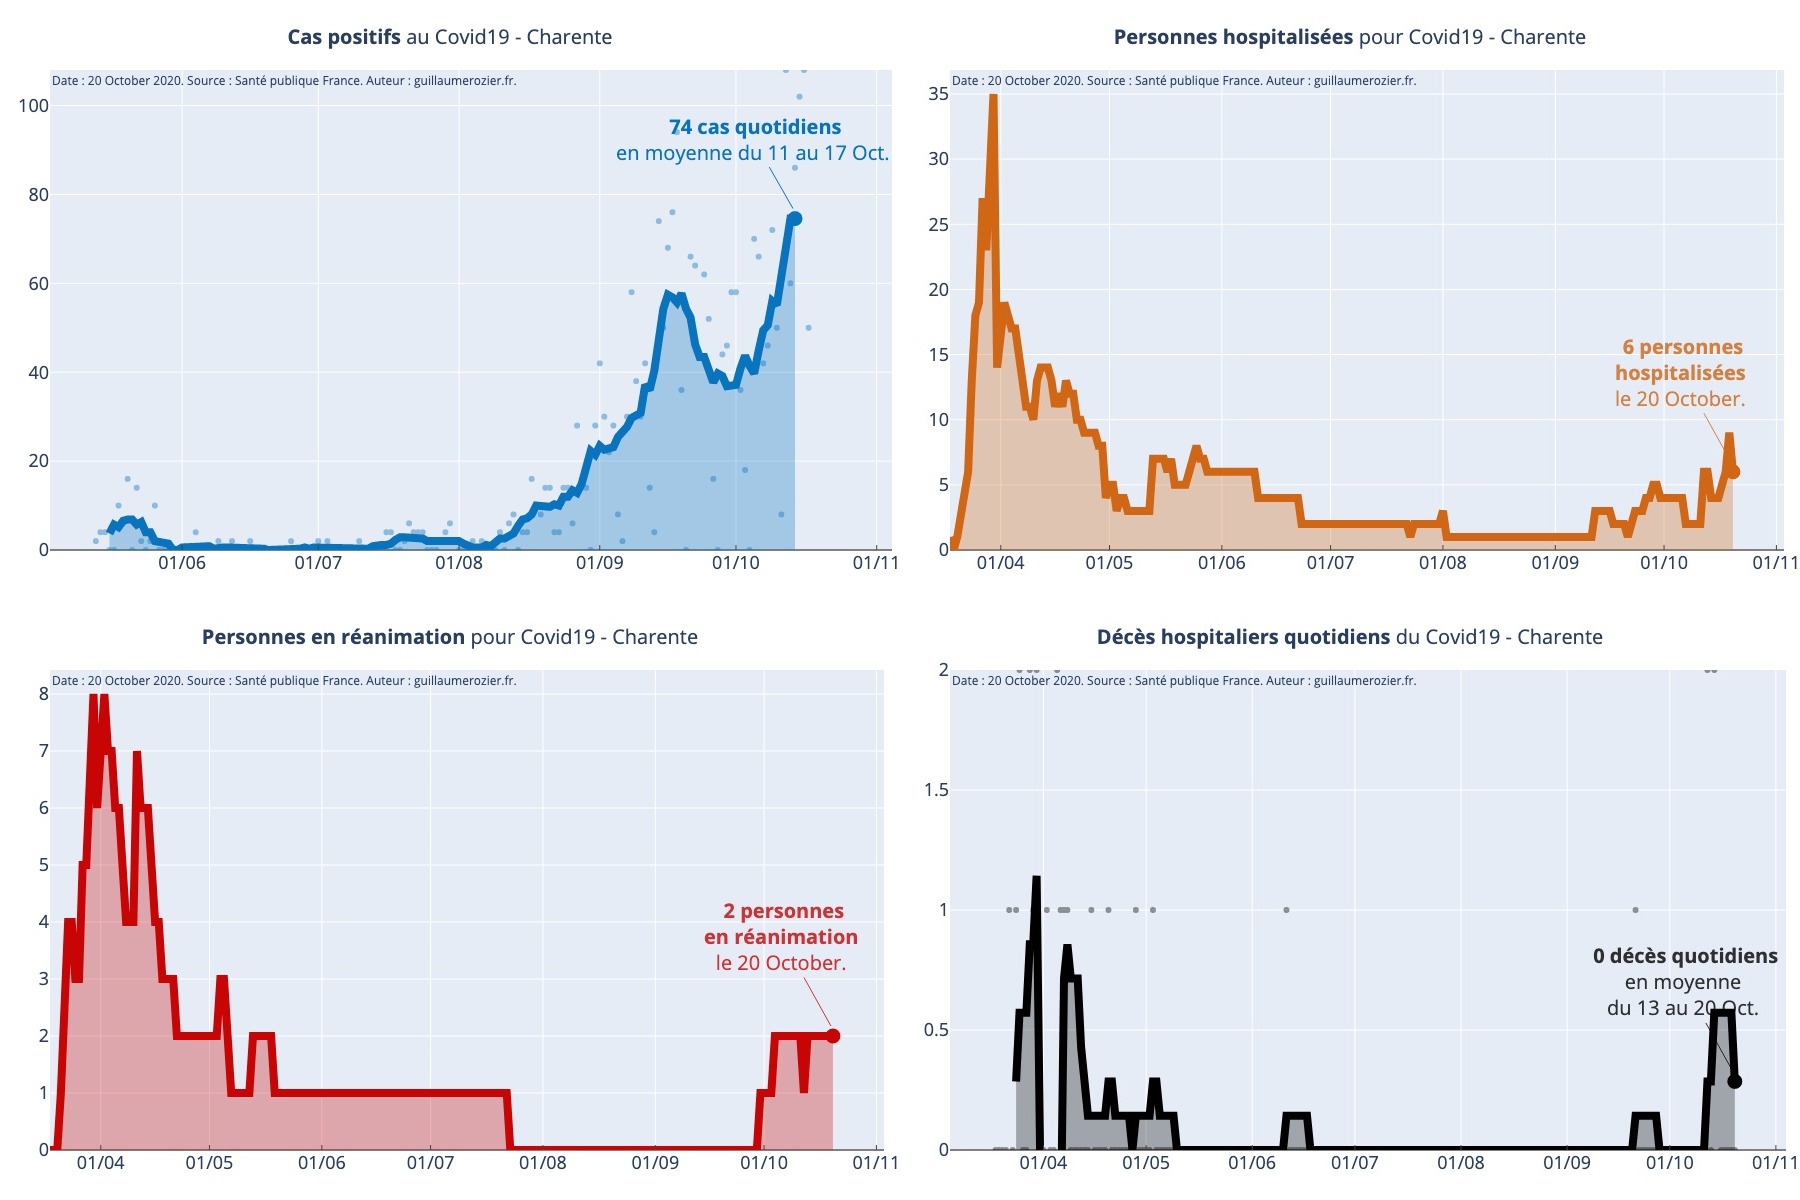 Cas positifs au Covid19 - Charente
Date : 20 October 2020. Source : Santé publique France. Auteur : guillaumerozier.fr.
100
80
60
40
20
0
74 cas quotidiens
en moyenne du 11 au 17 Oct.
01/06 01/07 01/08 01/09 01/10 01/11
Personnes hospitalisées pour Covid19 - Charente
Date : 20 October 2020. Source : Santé publique France. Auteur : guillaumerozier.fr.
35
30
25
20
15
10
5
0
6 personnes
hospitalisées
le 20 October.
01/04 01/05 01/06 01/07 01/08 01/09 01/10 01/11
Personnes en réanimation pour Covid19 - Charente
Date : 20 October 2020. Source : Santé publique France. Auteur : guillaumerozier.fr.
8
7
6
5
4
3
2
1
0
2 personnes
en réanimation
le 20 October.
01/04 01/05 01/06 01/07 01/08 01/09 01/10 01/11
Décès hospitaliers quotidiens du Covid19 - Charente
Date : 20 October 2020. Source : Santé publique France. Auteur : guillaumerozier.fr.
2
1.5
1
0.5
0
0 décès quotidiens
en moyenne
du 13 au 20 Oct.
01/04 01/05 01/06 01/07 01/08 01/09 01/10 01/11